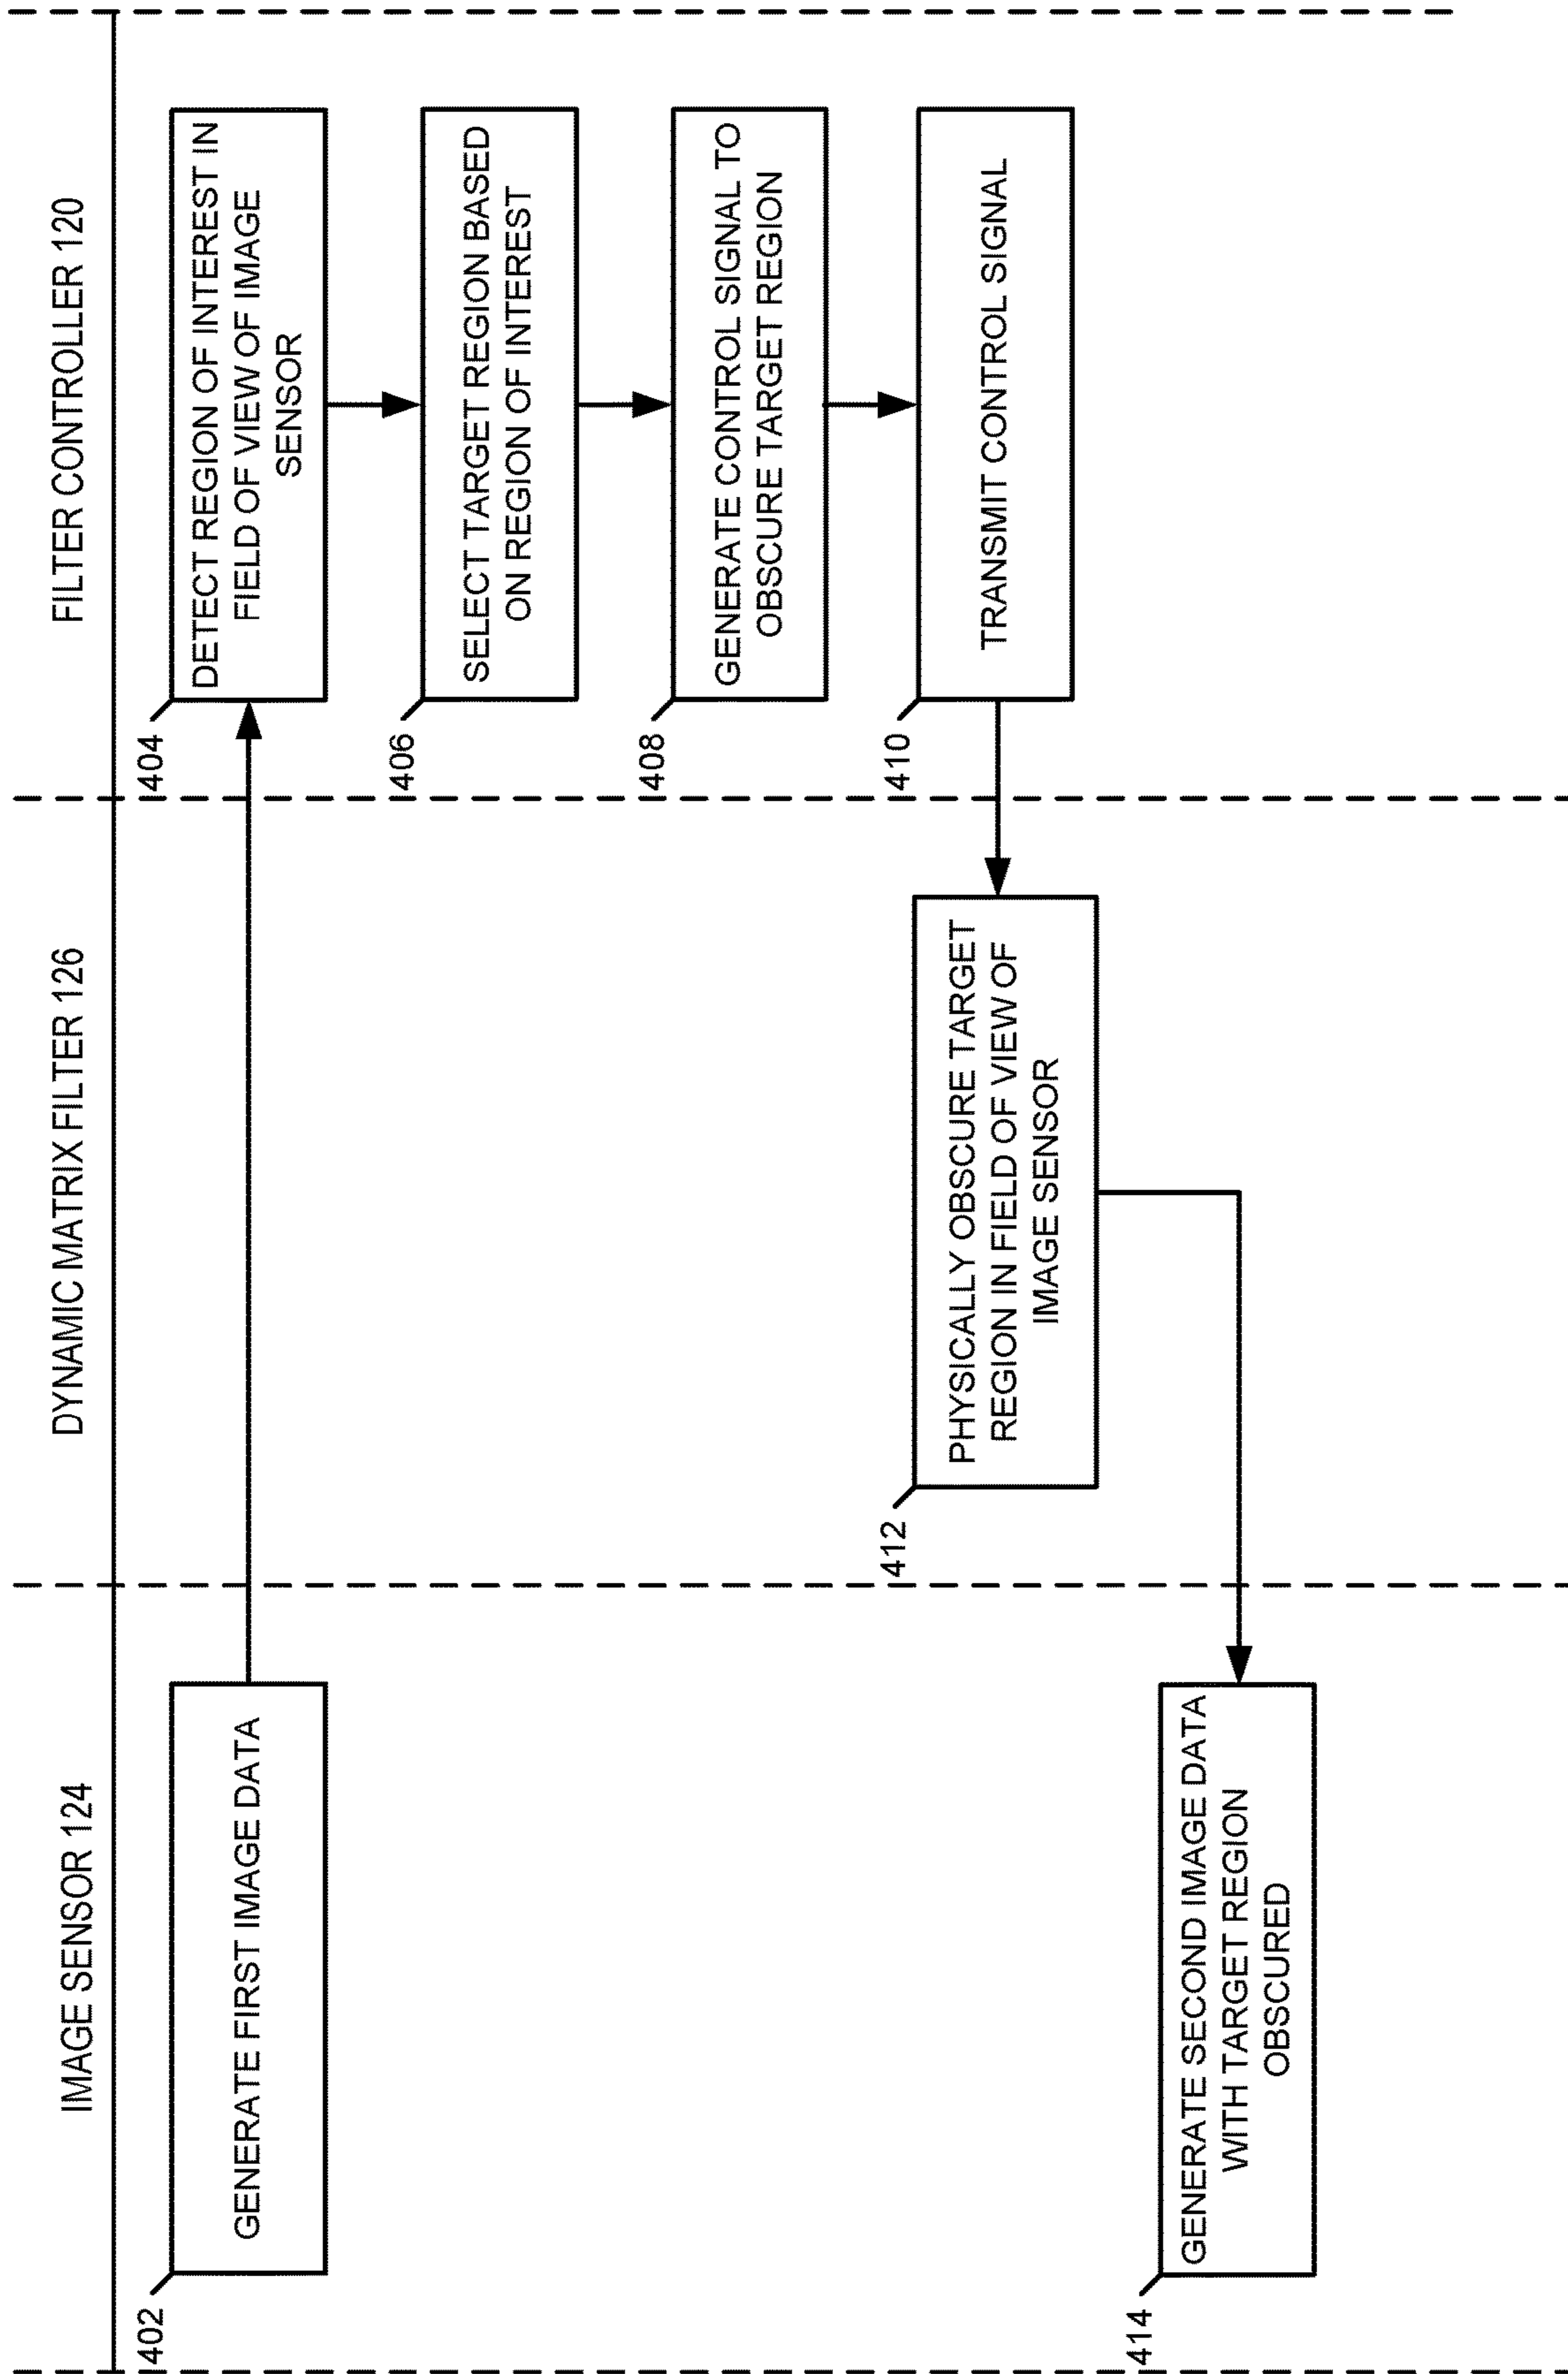 IMAGE SENSOR 124
DYNAMIC MATRIX FILTER 126
FILTER CONTROLLER 120
402
GENERATE FIRST IMAGE DATA
404
DETECT REGION OF INTEREST IN
FIELD OF VIEW OF IMAGE
SENSOR
406
SELECT TARGET REGION BASED
ON REGION OF INTEREST
408
GENERATE CONTROL SIGNAL TO
OBSCURE TARGET REGION
410
TRANSMIT CONTROL SIGNAL
412
PHYSICALLY OBSCURE TARGET
REGION IN FIELD OF VIEW OF
IMAGE SENSOR
414
GENERATE SECOND IMAGE DATA
WITH TARGET REGION
OBSCURED